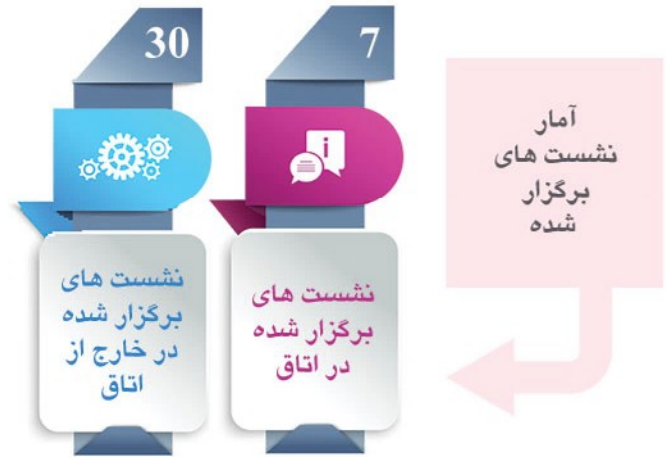 آمار
نشست های
برگزار
شده
7
i
نشست های
برگزار شده
در اتاق
30
نشست های
برگزار شده
در خارج از
اتاق